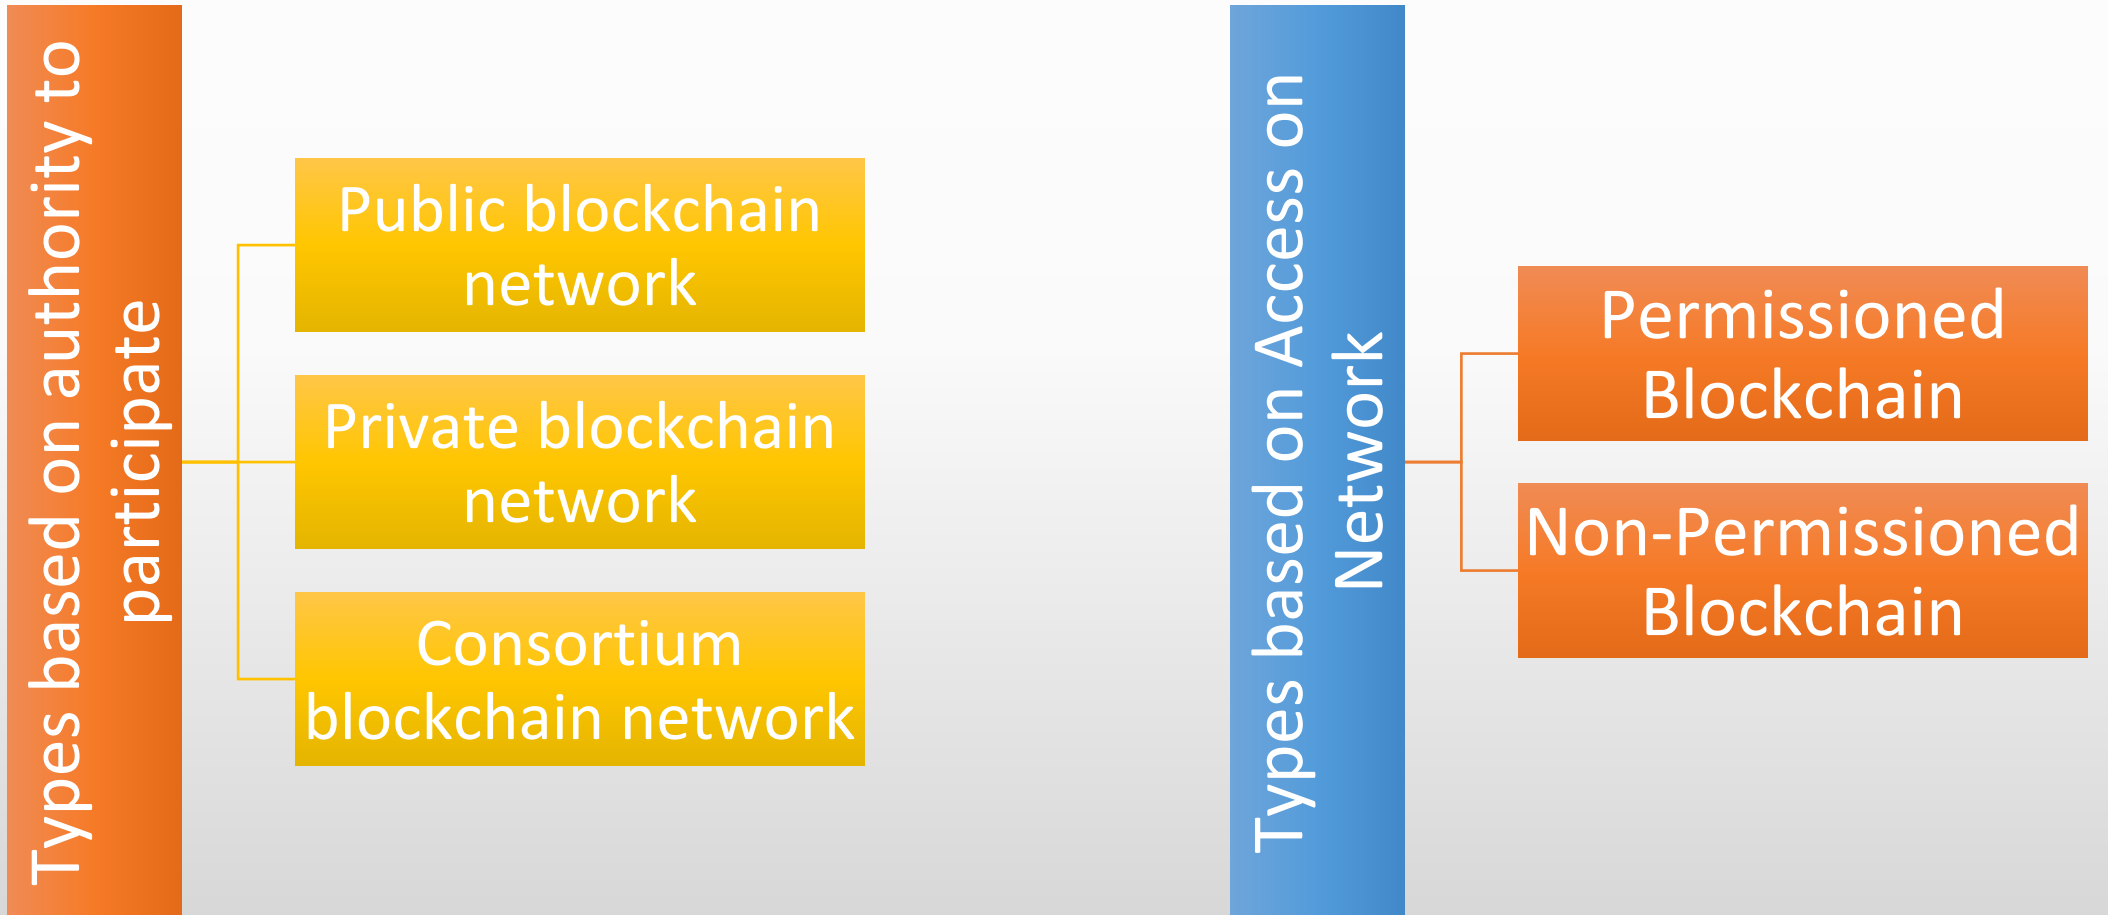 Types based on authority to
participate
Public blockchain
network
Private blockchain
network
Consortium
blockchain network
Types based on Access on
Network
Permissioned
Blockchain
Non-Permissioned
Blockchain